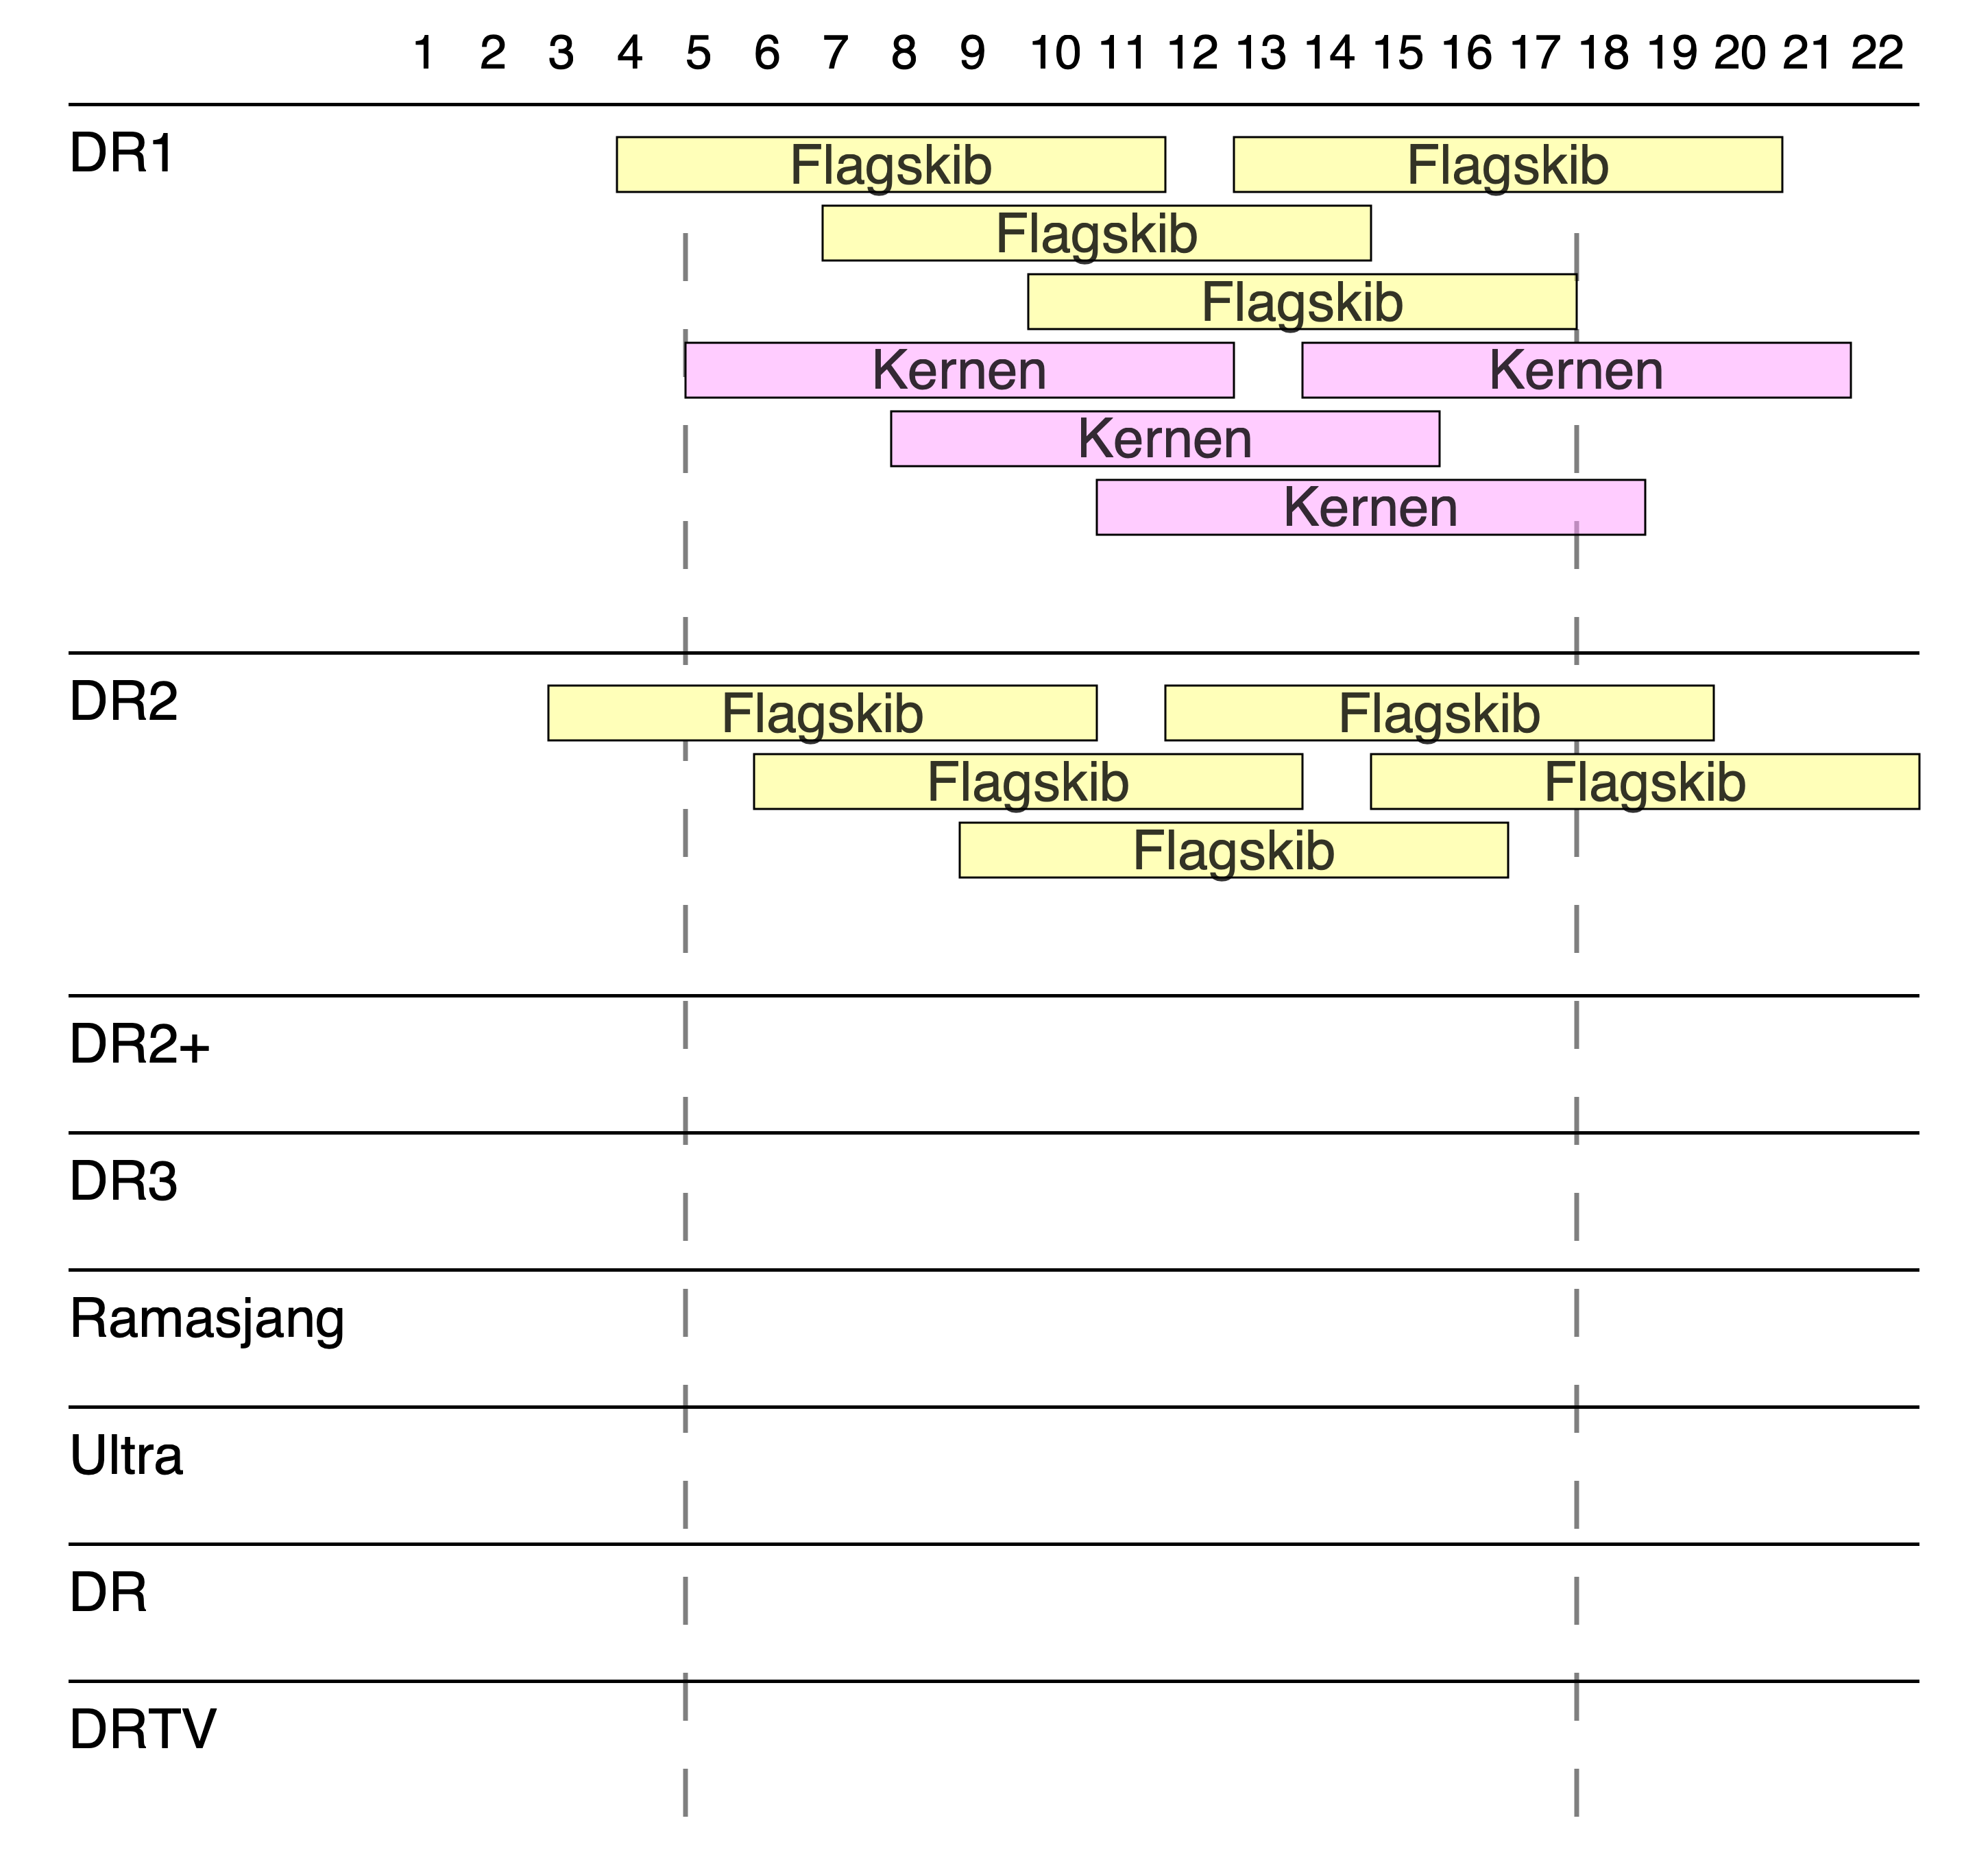 1 2 3 4 5 6 7 8 9 10 11 12 13 14 15 16 17 18 19 20 21 22
DR1
Flagskib Flagskib
Flagskib
Flagskib
Kernen Kernen
Kernen
Kernen
DR2
Flagskib Flagskib
Flagskib Flagskib
Flagskib
DR2+
DR3
Ramasjang
Ultra
DR
DRTV